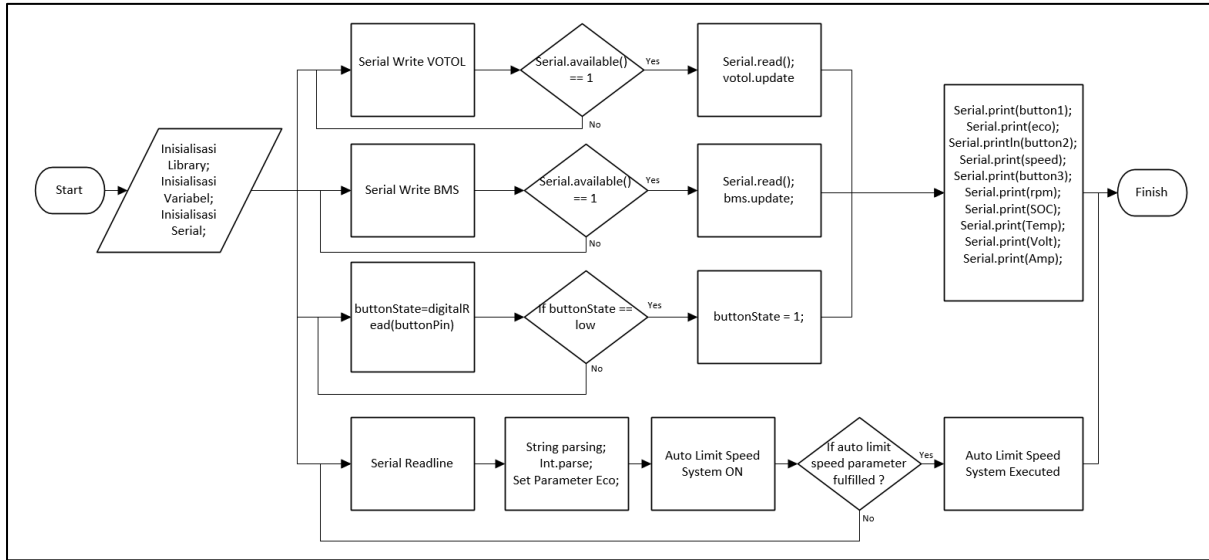 Start
Inisialisasi
Library;
Inisialisasi
Variabel;
Inisialisasi
Serial;
Serial Write VOTOL
Serial.available()
== 1
Yes
No
Serial.read();
votol.update
Serial Write BMS
Serial.available()
== 1
Yes
No
Serial.read();
bms.update;
buttonState=digitalR
ead(buttonPin)
If buttonState ==
low
Yes
No
buttonState = 1;
Serial Readline
String parsing;
Int.parse;
Set Parameter Eco;
Auto Limit Speed
System ON
If auto limit
speed parameter
fulfilled ?
Yes
No
Auto Limit Speed
System Executed
Serial.print(button1);
Serial.print(eco);
Serial.println(button2);
Serial.print(speed);
Serial.print(button3);
Serial.print(rpm);
Serial.print(SOC);
Serial.print(Temp);
Serial.print(Volt);
Serial.print(Amp);
Finish